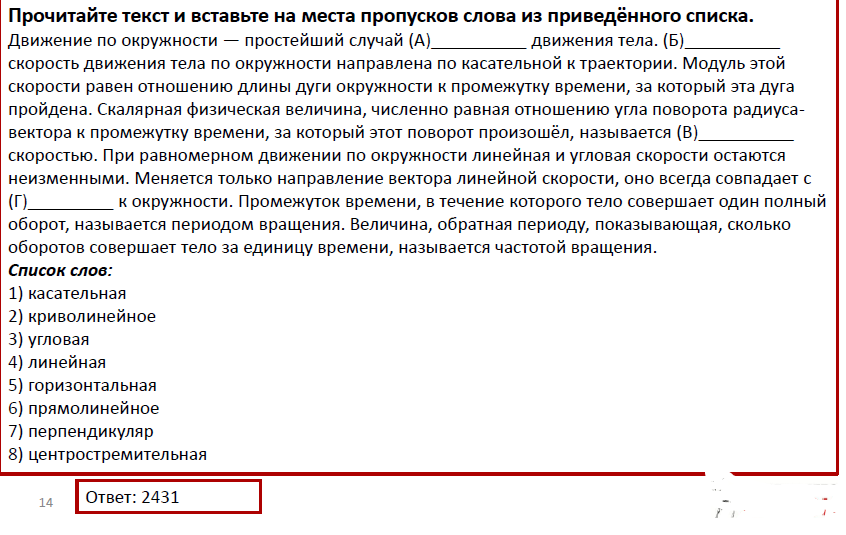 Прочитайте текст и вставьте на места пропусков слова из приведённого списка.
Движение по окружности — простейший случай (А)__________ движения тела. (Б)__________
скорость движения тела по окружности направлена по касательной к траектории. Модуль этой
скорости равен отношению длины дуги окружности к промежутку времени, за который эта дуга
пройдена. Скалярная физическая величина, численно равная отношению угла поворота радиуса-
вектора к промежутку времени, за который этот поворот произошёл, называется (В)__________
скоростью. При равномерном движении по окружности линейная и угловая скорости остаются
неизменными. Меняется только направление вектора линейной скорости, оно всегда совпадает с
(Г)_________ к окружности. Промежуток времени, в течение которого тело совершает один полный
оборот, называется периодом вращения. Величина, обратная периоду, показывающая, сколько
оборотов совершает тело за единицу времени, называется частотой вращения.
Список слов:
1) касательная
2) криволинейное
3) угловая
4) линейная
5) горизонтальная
6) прямолинейное
7) перпендикуляр
8) центростремительная
14
Ответ: 2431